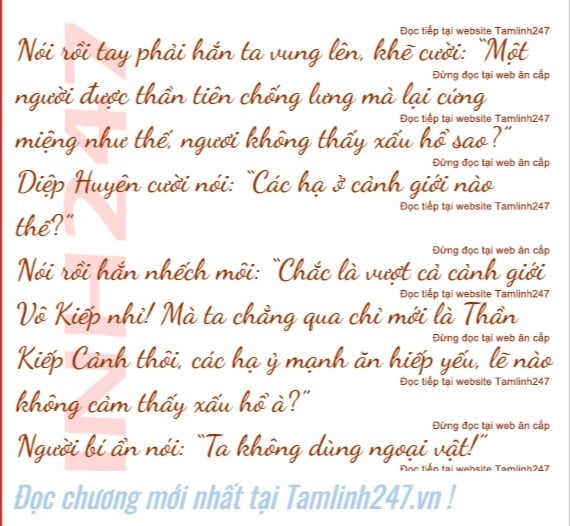 Đọc tiếp tại website Tamlinh247
Nói rồi tay phải hắn ta vung lên, khẽ cười: “Một
Đừng đọc tại web ăn cắp
người được thần tiên chống lưng mà lại cứng
Đọc tiếp tại website Tamlinh247
miệng như thế, ngươi không thấy xấu hổ sao?”
Đừng đọc tại web ăn cắp
Diệp Huyên cười nói: “Các hạ ở cảnh giới nào
Đọc tiếp tại website Tamlinh247
thế?”
Đừng đọc tại web ăn cắp
Nói rồi hắn nhếch môi: “Chắc là vượt cả cảnh giới
Đọc tiếp tại website Tamlinh247
Vô Kiếp nhỉ! Mà ta chẳng qua chỉ mới là Thần
Đừng đọc tại web ăn cắp
Kiếp Cảnh thôi, các hạ ỷ mạnh ăn hiếp yếu, lẽ nào
Đọc tiếp tại website Tamlinh247
không cảm thấy xấu hổ à?”
Đừng đọc tại web ăn cắp
Người bí ẩn nói: “Ta không dùng ngoại vật!”
Đọc tiếp tại website Tamlinh247
INH247
Đọc chương mới nhất tại Tamlinh247.vn !